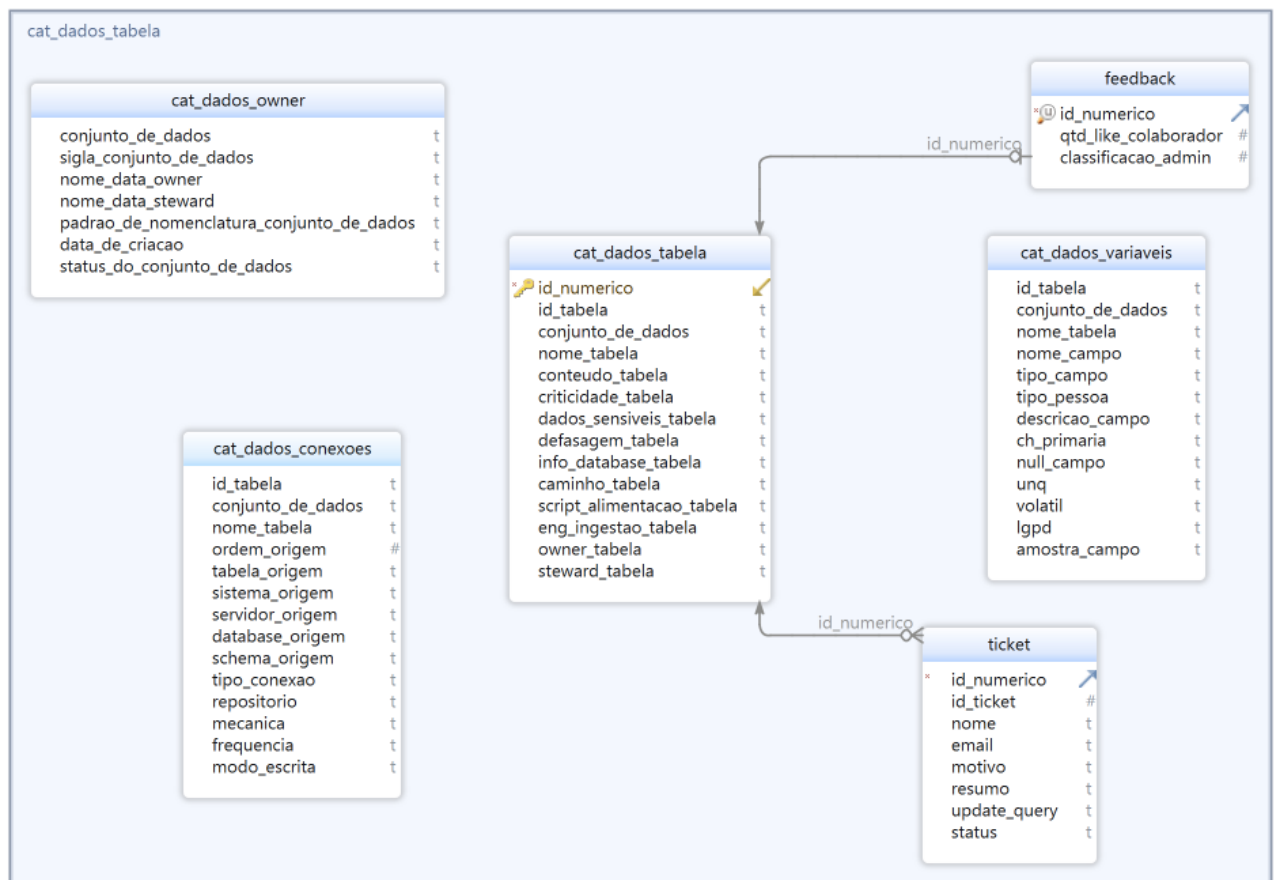 cat_dados_tabela
cat_dados_owner
conjunto_de_dados t
sigla_conjunto_de_dados t
nome_data_owner t
nome_data_steward t
padrao_de_nomenclatura_conjunto_de_dados t
data_de_criacao t
status_do_conjunto_de_dados t
feedback
id_numerico
qtd_like_colaborador #
classificacao_admin #
id_numerico
cat_dados_tabela
id_numerico
id_tabela t
conjunto_de_dados t
nome_tabela t
conteudo_tabela t
criticidade_tabela t
dados_sensiveis_tabela t
defasagem_tabela t
info_database_tabela t
caminho_tabela t
script_alimentacao_tabela t
eng_ingestao_tabela t
owner_tabela t
steward_tabela t
cat_dados_variaveis
id_tabela t
conjunto_de_dados t
nome_tabela t
nome_campo t
tipo_campo t
tipo_pessoa t
descricao_campo t
ch_primaria t
null_campo t
unq t
volatil t
lgpd t
amostra_campo t
cat_dados_conexoes
id_tabela t
conjunto_de_dados t
nome_tabela t
ordem_origem #
tabela_origem t
sistema_origem t
servidor_origem t
database_origem t
schema_origem t
tipo_conexao t
repositorio t
mecanica t
frequencia t
modo_escrita t
id_numerico
ticket
id_numerico
id_ticket #
nome t
email t
motivo t
resumo t
update_query t
status t